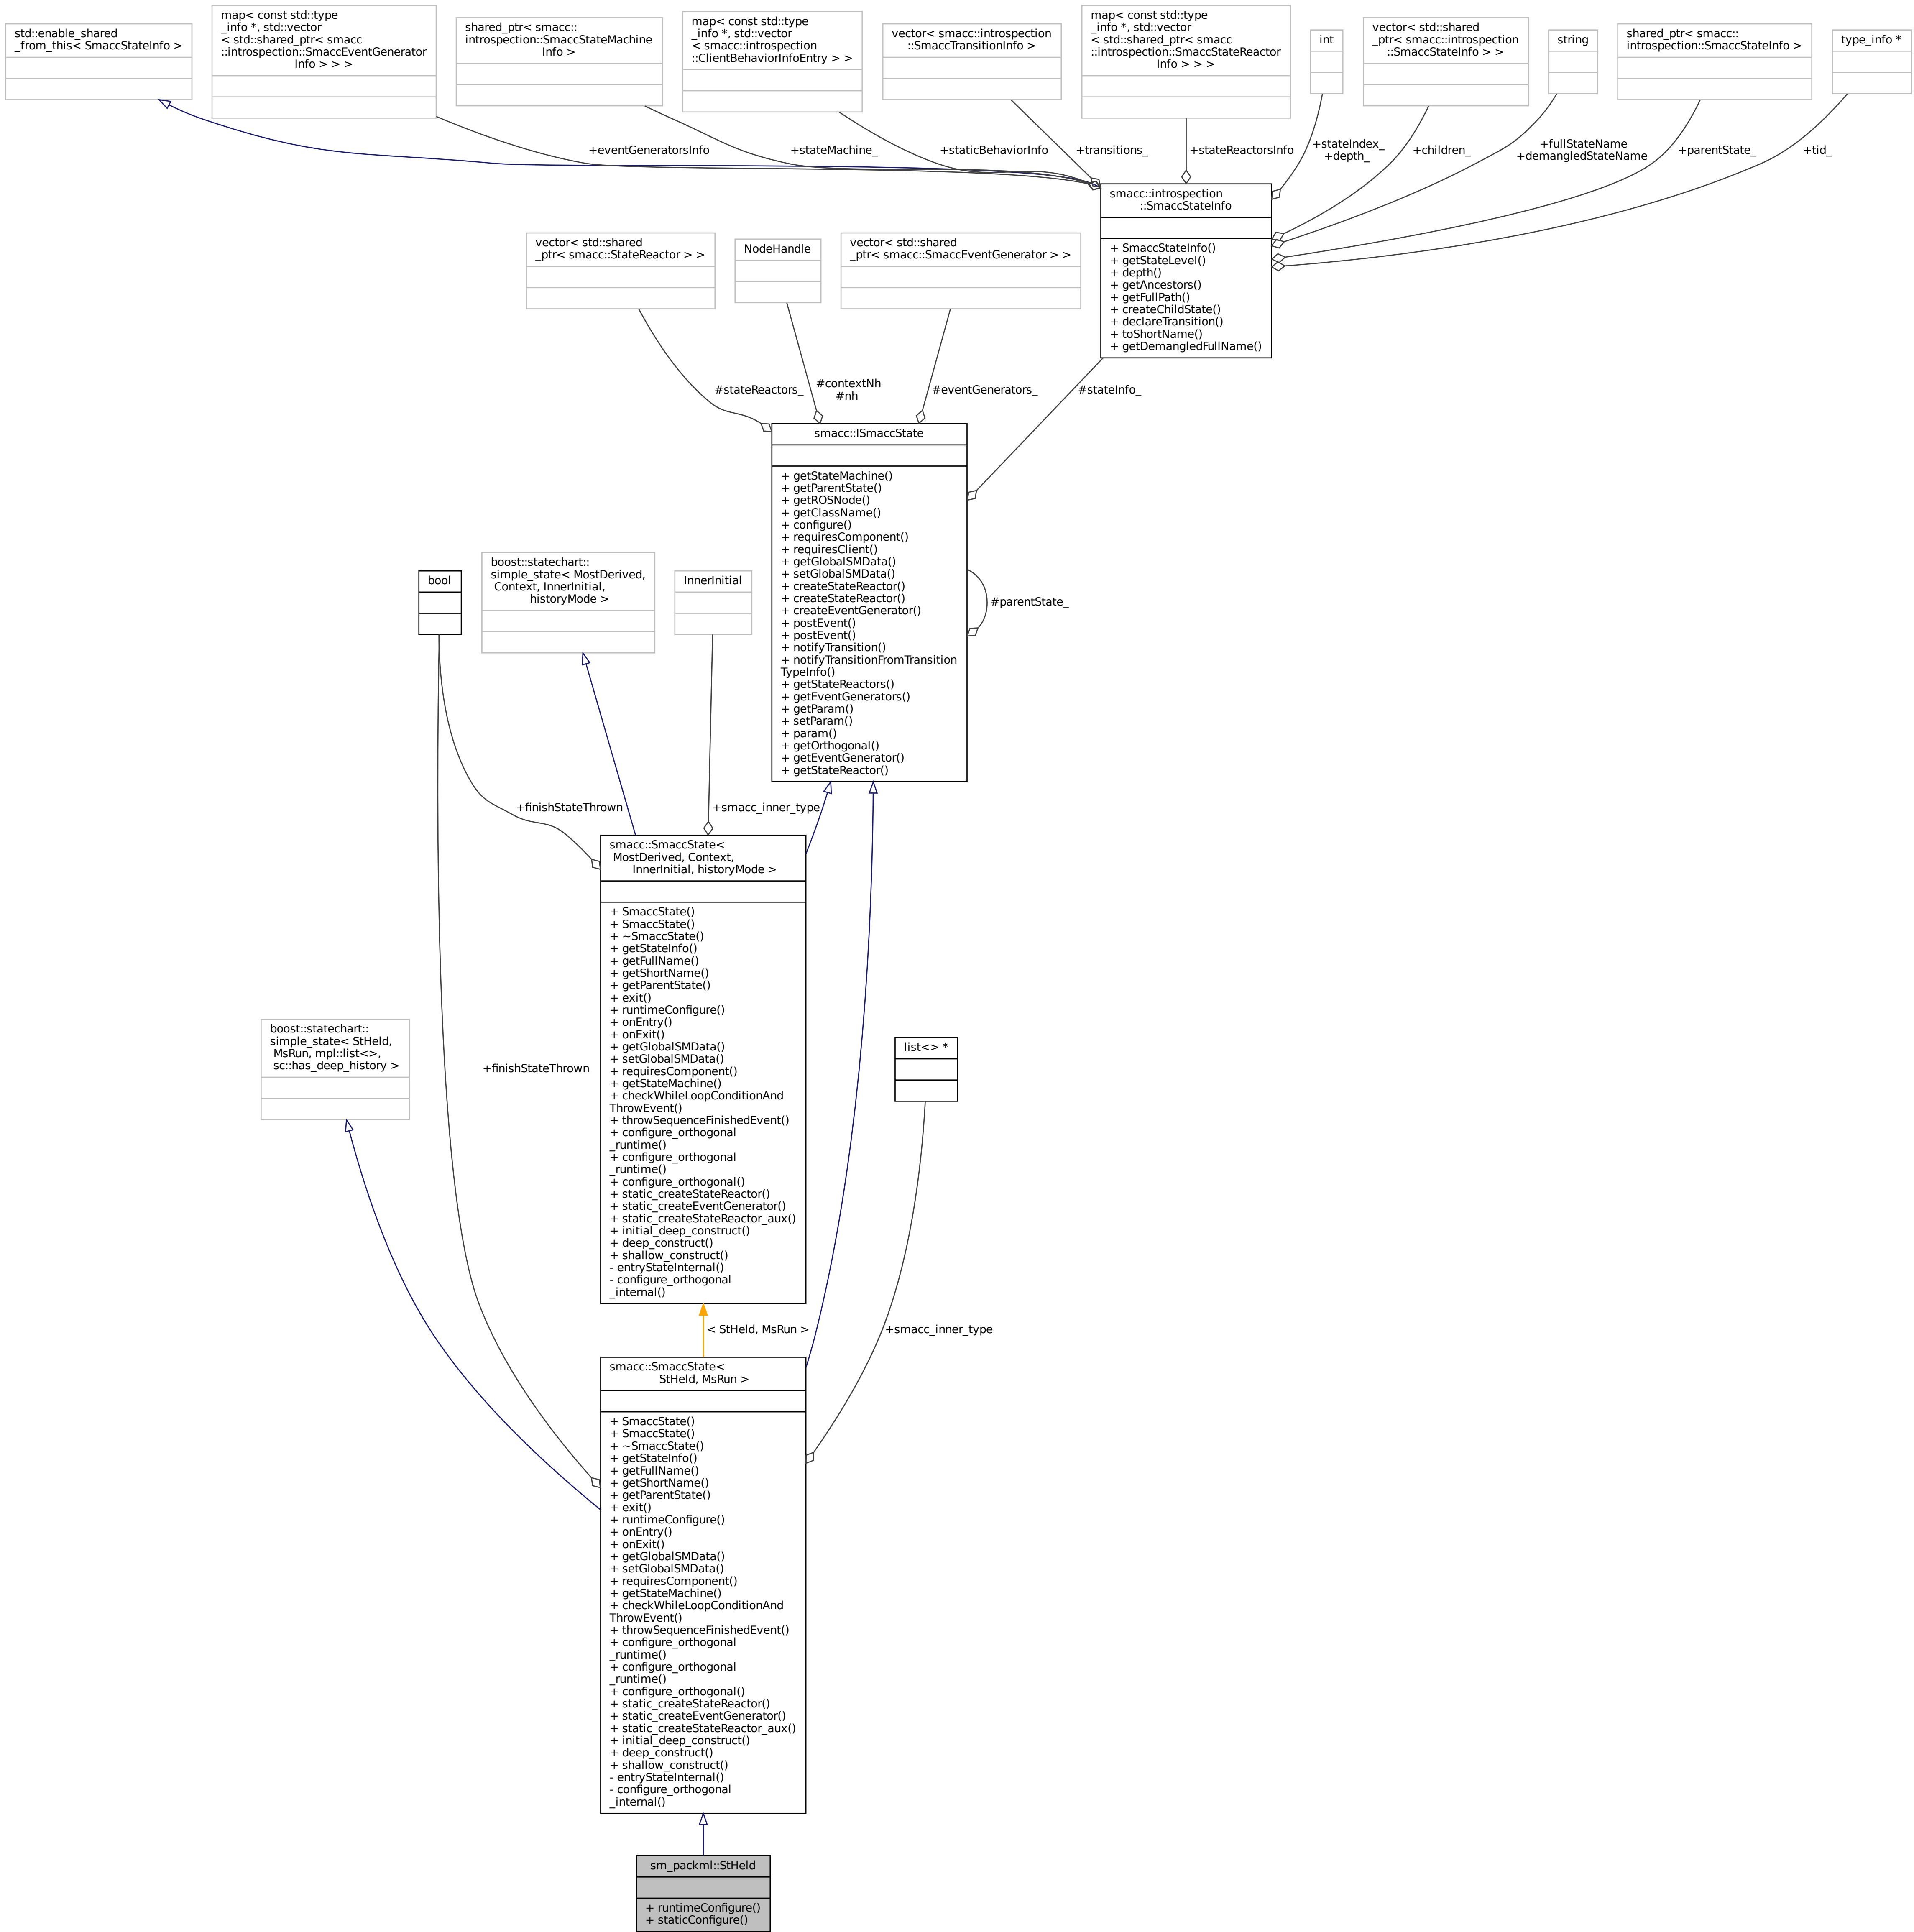 std::enable_shared
_from_this< SmaccStateInfo >
map< const std::type
_info *, std::vector
< std::shared_ptr< smacc
::introspection::SmaccEventGenerator
Info > > >
shared_ptr< smacc::
introspection::SmaccStateMachine
Info >
map< const std::type
_info *, std::vector
< smacc::introspection
::ClientBehaviorInfoEntry > >
vector< smacc::introspection
::SmaccTransitionInfo >
map< const std::type
_info *, std::vector
< std::shared_ptr< smacc
::introspection::SmaccStateReactor
Info > > >
int
vector< std::shared
_ptr< smacc::introspection
::SmaccStateInfo > >
string
shared_ptr< smacc::
introspection::SmaccStateInfo >
type_info *
+eventGeneratorsInfo
+stateMachine_
+staticBehaviorInfo
+transitions_
+stateReactorsInfo
+stateIndex_
+depth_
+children_
+fullStateName
+demangledStateName
+parentState_
+tid_
smacc::introspection
::SmaccStateInfo
+ SmaccStateInfo()
+ getStateLevel()
+ depth()
+ getAncestors()
+ getFullPath()
+ createChildState()
+ declareTransition()
+ toShortName()
+ getDemangledFullName()
vector< std::shared
_ptr< smacc::StateReactor > >
NodeHandle
vector< std::shared
_ptr< smacc::SmaccEventGenerator > >
#stateReactors_
#contextNh
#nh
#eventGenerators_
#stateInfo_
smacc::ISmaccState
+ getStateMachine()
+ getParentState()
+ getROSNode()
+ getClassName()
+ configure()
+ requiresComponent()
+ requiresClient()
+ getGlobalSMData()
+ setGlobalSMData()
+ createStateReactor()
+ createStateReactor()
+ createEventGenerator()
+ postEvent()
+ postEvent()
+ notifyTransition()
+ notifyTransitionFromTransition
TypeInfo()
+ getStateReactors()
+ getEventGenerators()
+ getParam()
+ setParam()
+ param()
+ getOrthogonal()
+ getEventGenerator()
+ getStateReactor()
#parentState_
bool
boost::statechart::
simple_state< MostDerived,
Context, InnerInitial,
historyMode >
InnerInitial
+finishStateThrown
+smacc_inner_type
smacc::SmaccState<
MostDerived, Context,
InnerInitial, historyMode >
+ SmaccState()
+ SmaccState()
+ ~SmaccState()
+ getStateInfo()
+ getFullName()
+ getShortName()
+ getParentState()
+ exit()
+ runtimeConfigure()
+ onEntry()
+ onExit()
+ getGlobalSMData()
+ setGlobalSMData()
+ requiresComponent()
+ getStateMachine()
+ checkWhileLoopConditionAnd
ThrowEvent()
+ throwSequenceFinishedEvent()
+ configure_orthogonal
_runtime()
+ configure_orthogonal
_runtime()
+ configure_orthogonal()
+ static_createStateReactor()
+ static_createEventGenerator()
+ static_createStateReactor_aux()
+ initial_deep_construct()
+ deep_construct()
+ shallow_construct()
- entryStateInternal()
- configure_orthogonal
_internal()
boost::statechart::
simple_state< StHeld,
MsRun, mpl::list<>,
sc::has_deep_history >
+finishStateThrown
list<> *
< StHeld, MsRun >
+smacc_inner_type
smacc::SmaccState<
StHeld, MsRun >
+ SmaccState()
+ SmaccState()
+ ~SmaccState()
+ getStateInfo()
+ getFullName()
+ getShortName()
+ getParentState()
+ exit()
+ runtimeConfigure()
+ onEntry()
+ onExit()
+ getGlobalSMData()
+ setGlobalSMData()
+ requiresComponent()
+ getStateMachine()
+ checkWhileLoopConditionAnd
ThrowEvent()
+ throwSequenceFinishedEvent()
+ configure_orthogonal
_runtime()
+ configure_orthogonal
_runtime()
+ configure_orthogonal()
+ static_createStateReactor()
+ static_createEventGenerator()
+ static_createStateReactor_aux()
+ initial_deep_construct()
+ deep_construct()
+ shallow_construct()
- entryStateInternal()
- configure_orthogonal
_internal()
sm_packml::StHeld
+ runtimeConfigure()
+ staticConfigure()